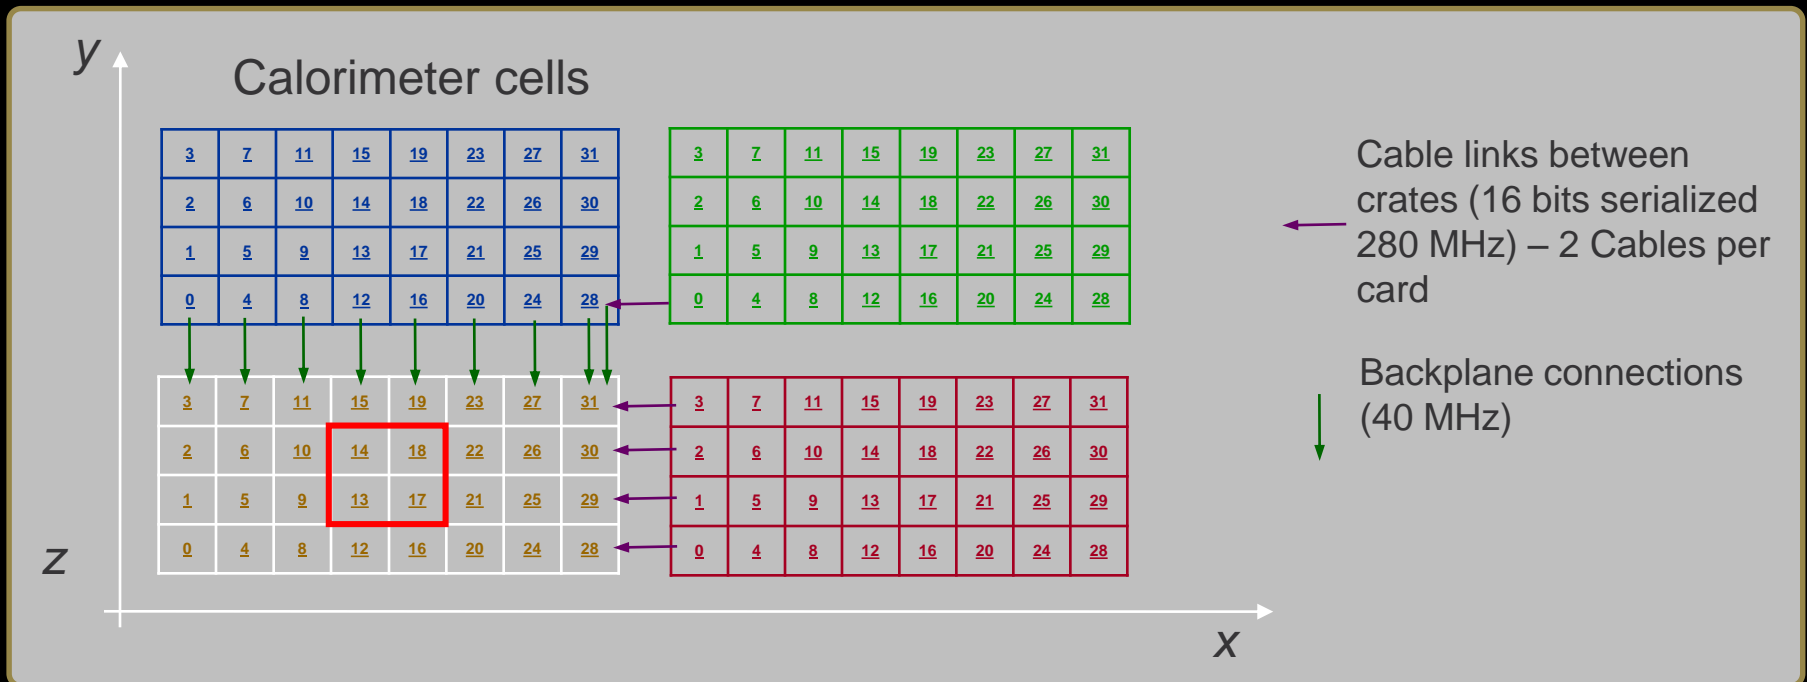 y
Calorimeter cells
3 7 11 15 19 23 27 31
2 6 10 14 18 22 26 30
1 5 9 13 17 21 25 29
0 4 8 12 16 20 24 28
3 7 11 15 19 23 27 31
2 6 10 14 18 22 26 30
1 5 9 13 17 21 25 29
0 4 8 12 16 20 24 28
3 7 11 15 19 23 27 31
2 6 10 14 18 22 26 30
1 5 9 13 17 21 25 29
0 4 8 12 16 20 24 28
3 7 11 15 19 23 27 31
2 6 10 14 18 22 26 30
1 5 9 13 17 21 25 29
0 4 8 12 16 20 24 28
z
x
Cable links between
crates (16 bits serialized
280 MHz) – 2 Cables per
card
Backplane connections
(40 MHz)